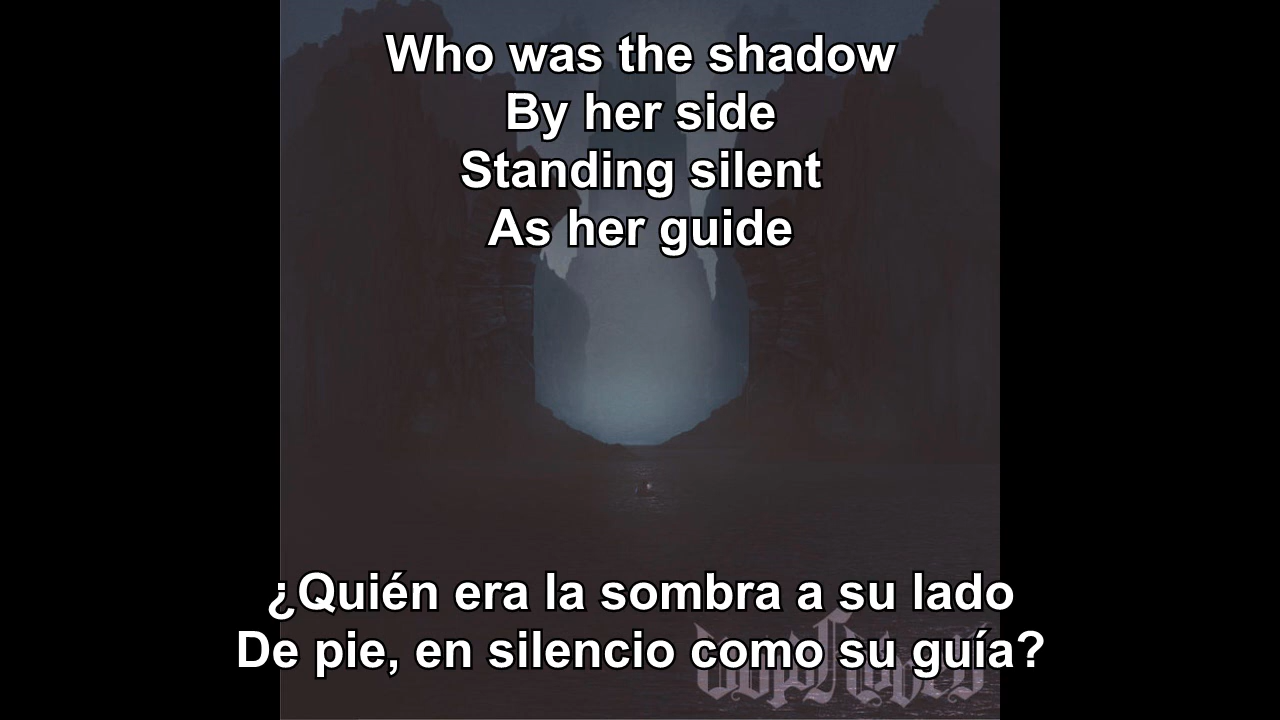 Who was the shadow
By her side
Standing silent
As her guide
¿Quién era la sombra a su lado
De pie, en silencio como su guía?